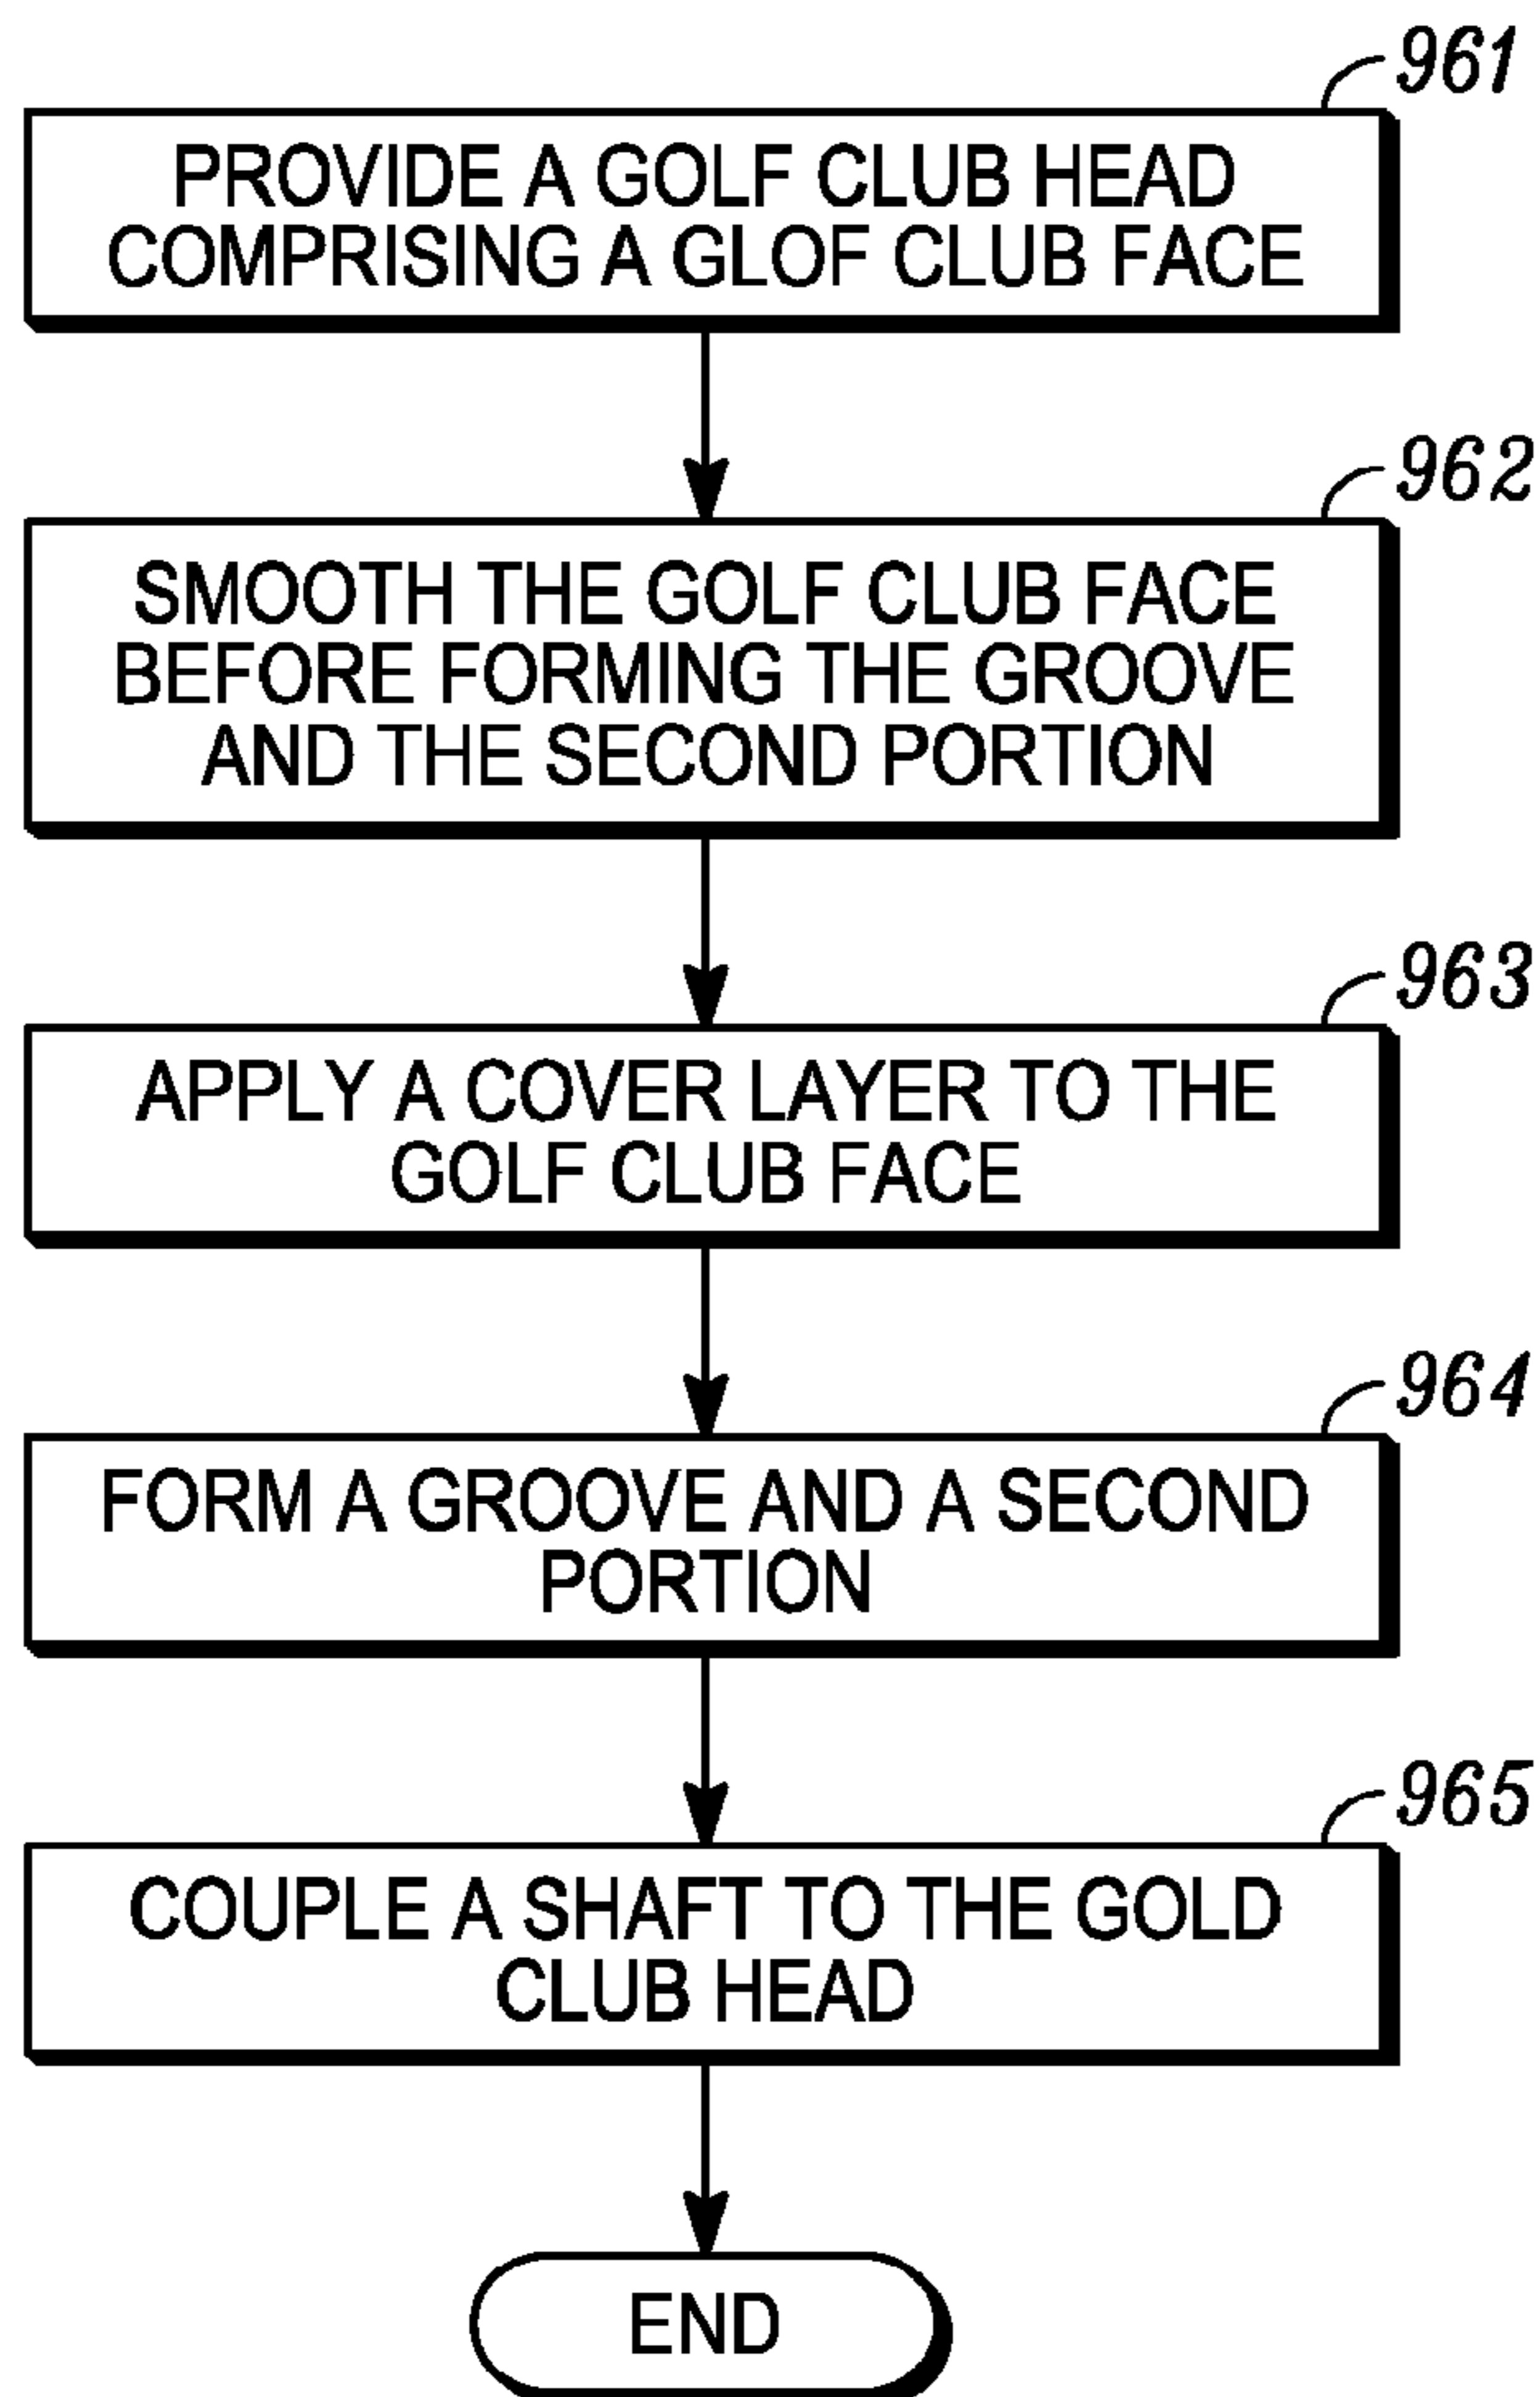 961
PROVIDE A GOLF CLUB HEAD
COMPRISING A GLOF CLUB FACE
962
SMOOTH THE GOLF CLUB FACE
BEFORE FORMING THE GROOVE
AND THE SECOND PORTION
963
APPLY A COVER LAYER TO THE
GOLF CLUB FACE
964
FORM A GROOVE AND A SECOND
PORTION
965
COUPLE A SHAFT TO THE GOLD
CLUB HEAD
END